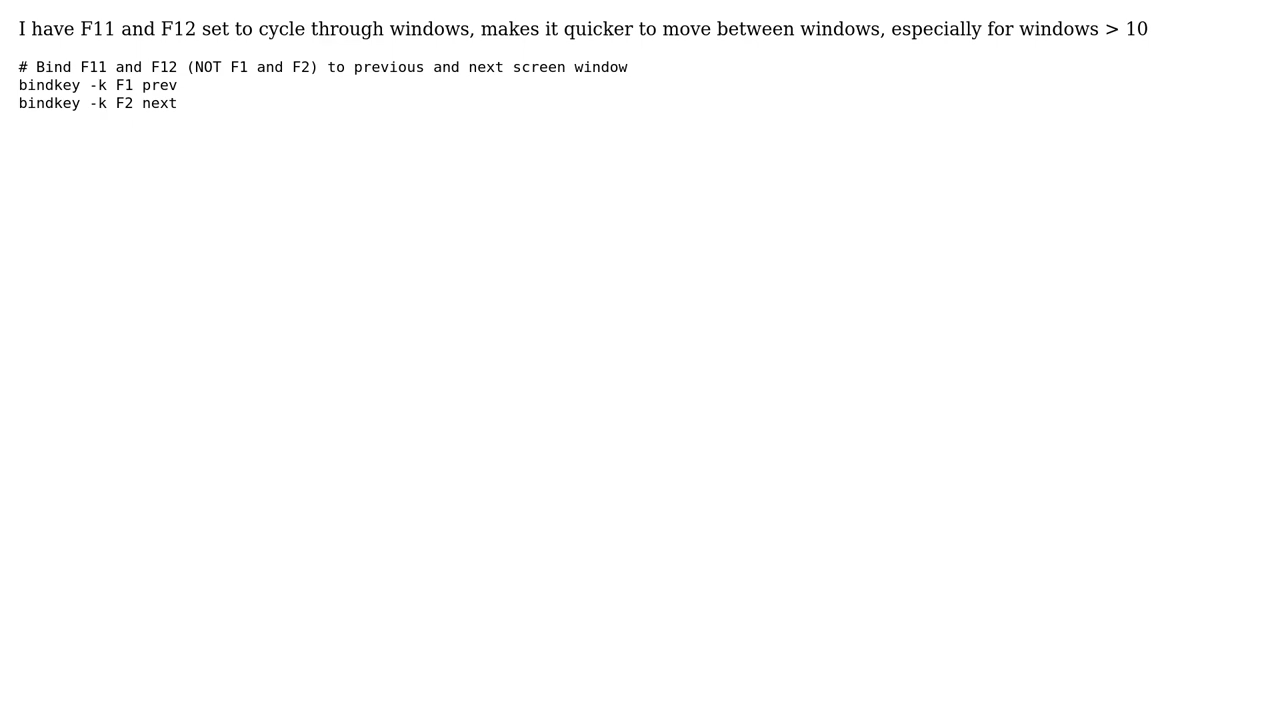 I have F11 and F12 set to cycle through windows, makes it quicker to move between windows, especially for windows > 10
# Bind F11 and F12 (NOT F1 and F2) to previous and next screen window
bindkey -k F1 prev
bindkey -k F2 next